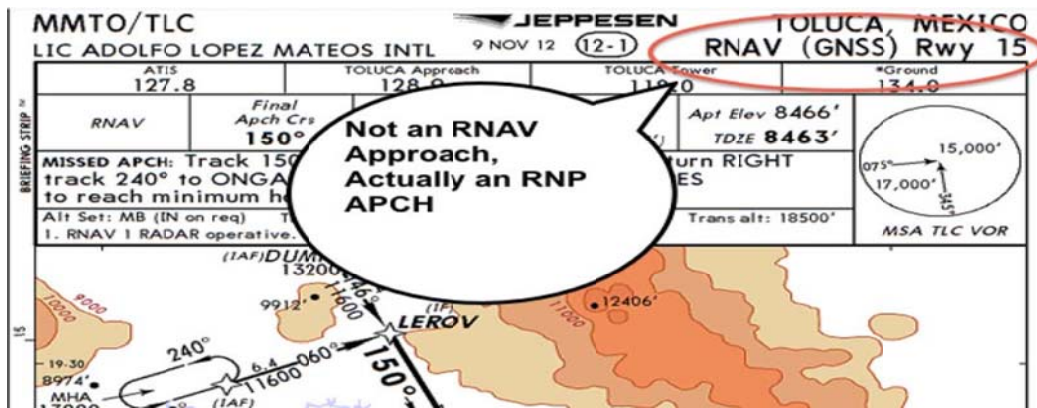 MMTO/TLC
JEPPESEN
TOLUCA, MEXICO
LIC ADOLFO LOPEZ MATEOS INTL
9 NOV 12
12-1
RNAV (GNSS) Rwy 15
ATIS
127.8
TOLUCA Approach
TOLUCA Tower
*Ground
134.0
BRIEFING STRIP TM
RNAV
Final
Apch Crs
150°
Apt Elev 8466'
TDZE 8463'
Not an RNAV
Approach,
Actually an RNP
APCH
MISSED APCH: Track 150
turn RIGHT
track 240° to ONGA
to reach minimum
Alt Set: MB (IN on req)
Trans alt: 18500'
1. RNAV 1 RADAR operative.
075°
15,000'
17,000'
345°
MSA TLC VOR
(IAF)
13200
9912'
11600
(IF)
LEROV
12406'
11000
10000
9000
15
150°
240°
6.4
060°
11600
19-30
8974'
MHA
(IAF)